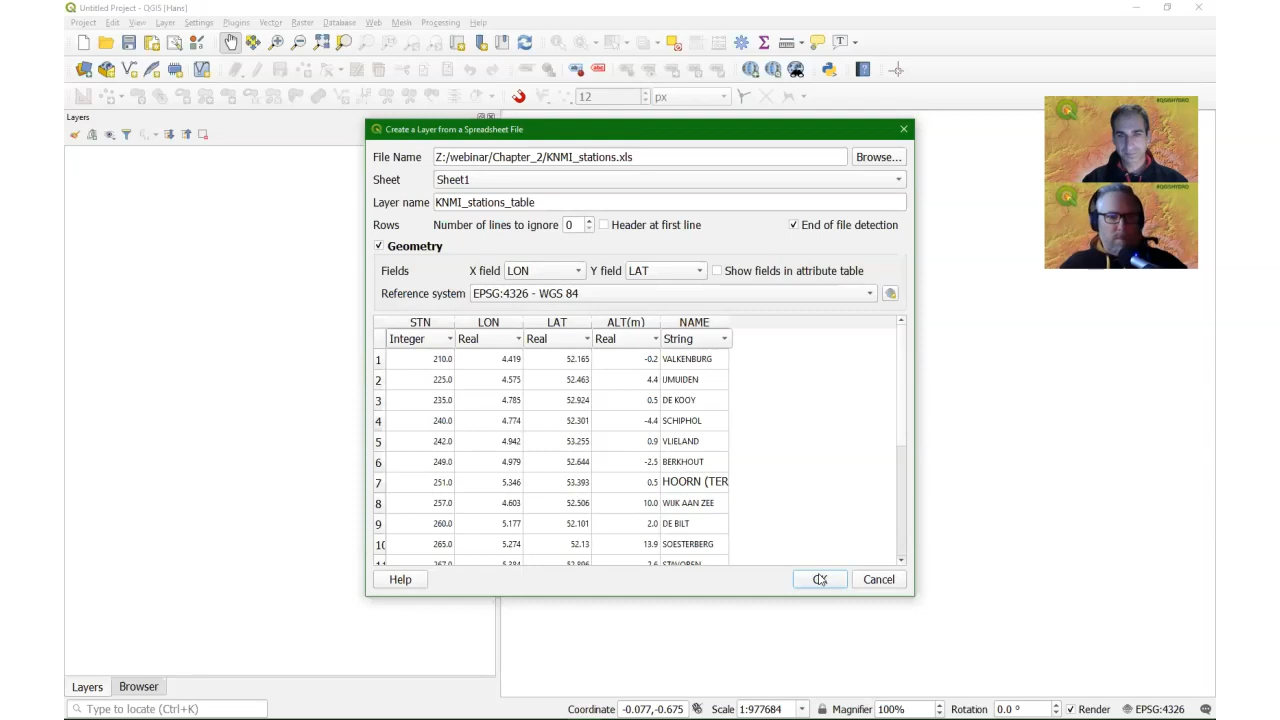 Untitled Project - QGIS [Hans]
Project Edit View Layer Settings Plugins Vector Raster Database Web Mesh Processing Help
12 px
Layers
Create a Layer from a Spreadsheet File
File Name Z:/webinar/Chapter_2/KNMI_stations.xls Browse...
Sheet Sheet1
Layer name KNMI_stations_table
Rows Number of lines to ignore 0 Header at first line End of file detection
Geometry
Fields X field LON Y field LAT Show fields in attribute table
Reference system EPSG:4326 - WGS 84
STN LON LAT ALT(m) NAME
Integer Real Real Real String
1 210.0 4.419 52.165 -0.2 VALKENBURG
2 225.0 4.575 52.463 4.4 IJMUIDEN
3 235.0 4.785 52.924 0.5 DE KOOY
4 240.0 4.774 52.301 -4.4 SCHIPHOL
5 242.0 4.942 53.255 0.9 VLIELAND
6 249.0 4.979 52.644 -2.5 BERKHOUT
7 251.0 5.346 53.393 0.5 HOORN (TER
8 257.0 4.603 52.506 10.0 WIJK AAN ZEE
9 260.0 5.177 52.101 2.0 DE BILT
10 265.0 5.274 52.13 13.9 SOESTERBERG
Help OK Cancel
#QGISHYDRO
#QGISHYDRO
Layers Browser
Type to locate (Ctrl+K) Coordinate -0.077,-0.675 Scale 1:977684 Magnifier 100% Rotation 0.0 ° Render EPSG:4326